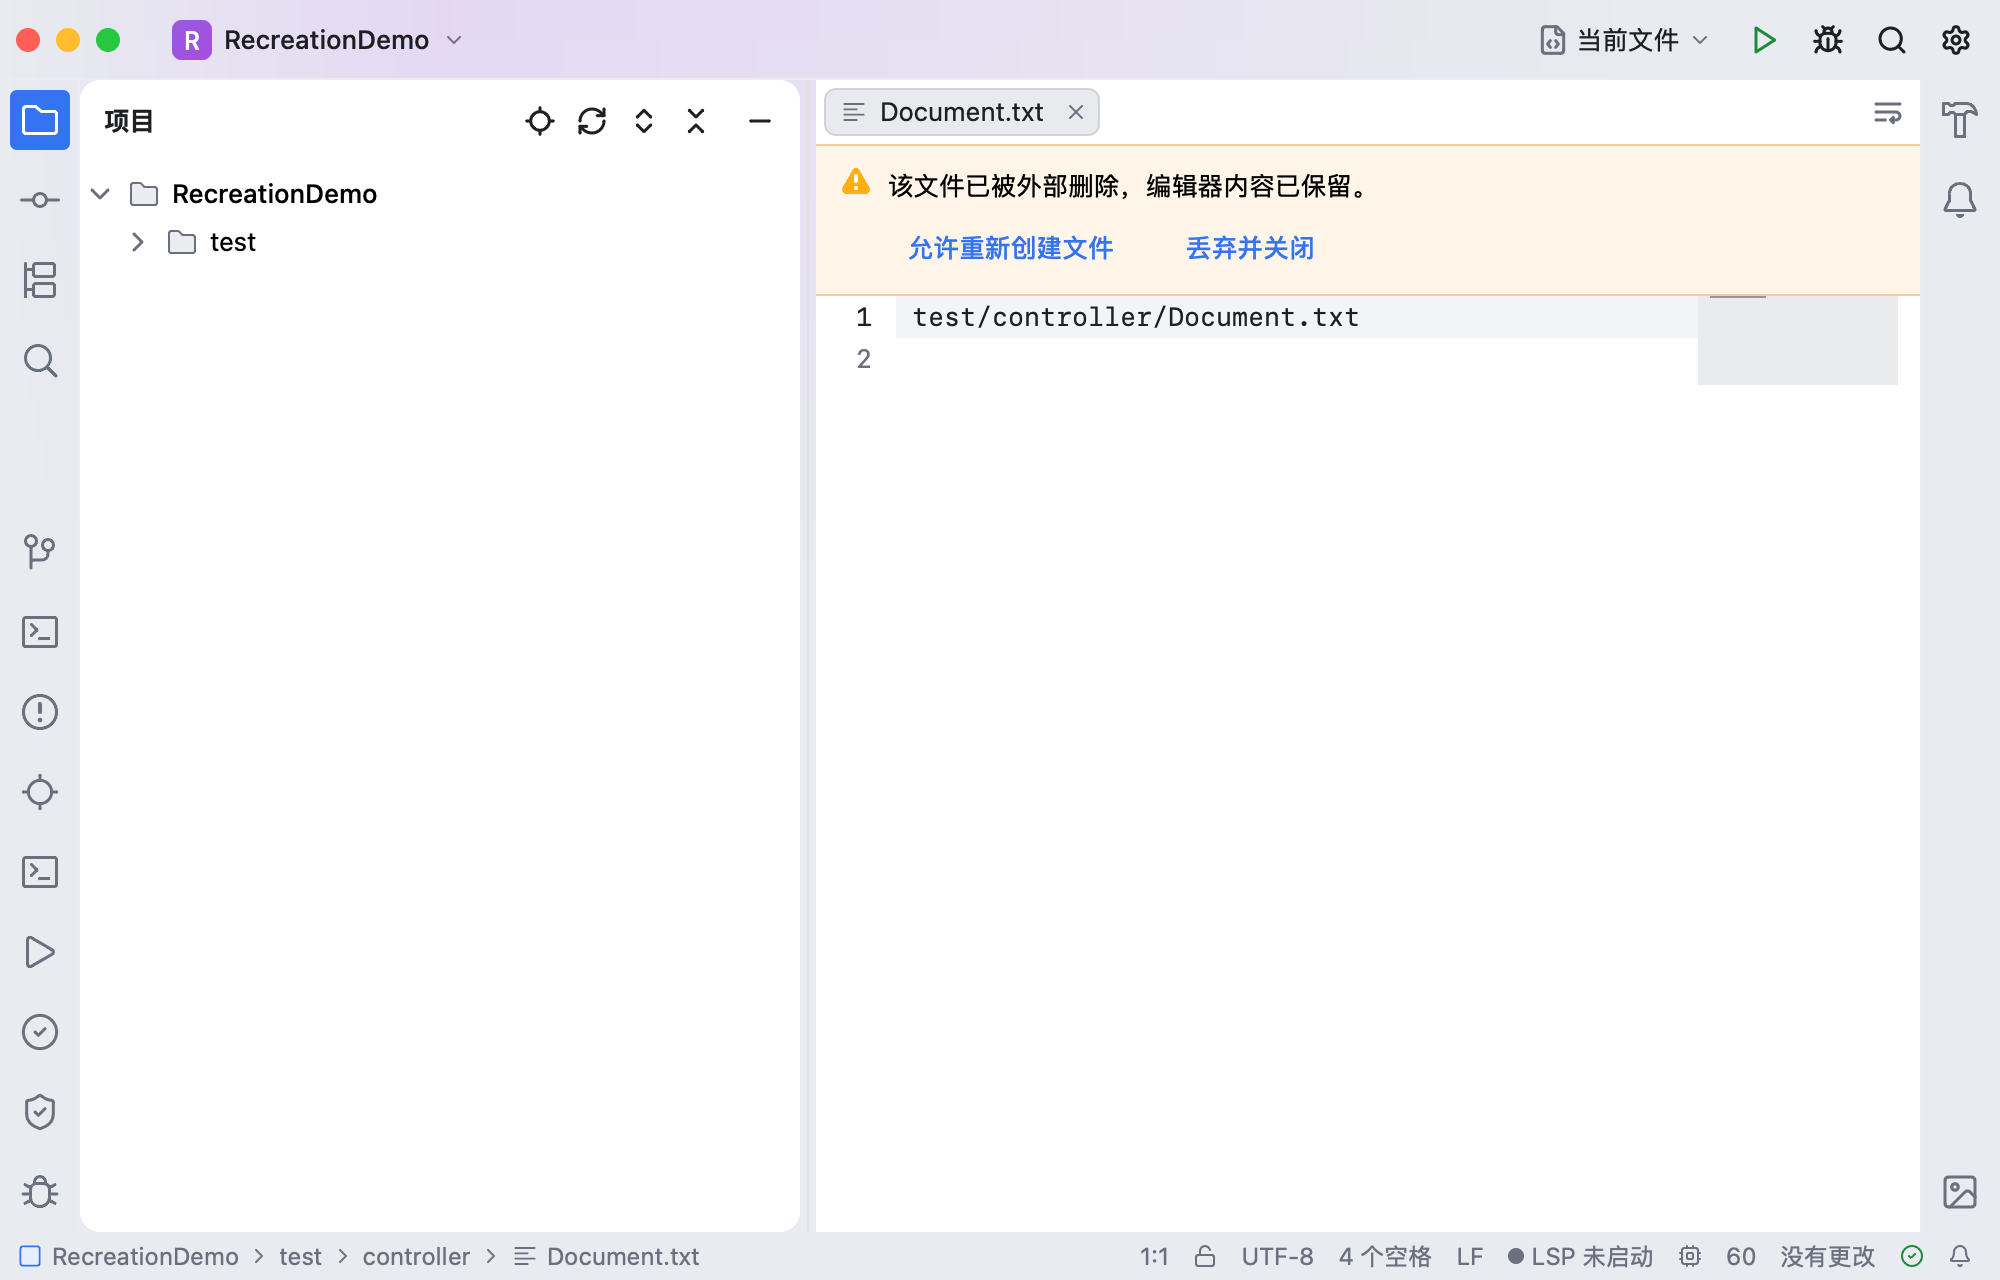 R RecreationDemo
当前文件
项目
RecreationDemo
test
Document.txt
该文件已被外部删除，编辑器内容已保留。
允许重新创建文件 丢弃并关闭
1 test/controller/Document.txt
2
RecreationDemo > test > controller > Document.txt
1:1 UTF-8 4 个空格 LF LSP 未启动 60 没有更改